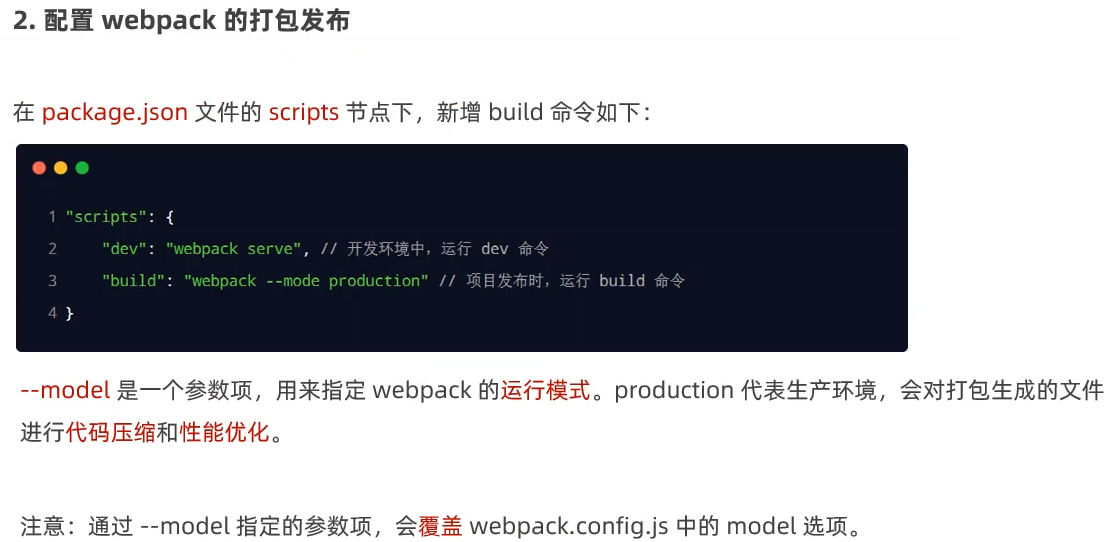 2. 配置 webpack 的打包发布
在 package.json 文件的 scripts 节点下，新增 build 命令如下：
1 "scripts": {
2     "dev": "webpack serve", // 开发环境中，运行 dev 命令
3     "build": "webpack --mode production" // 项目发布时，运行 build 命令
4 }
--model 是一个参数项，用来指定 webpack 的运行模式。production 代表生产环境，会对打包生成的文件
进行代码压缩和性能优化。
注意：通过 --model 指定的参数项，会覆盖 webpack.config.js 中的 model 选项。